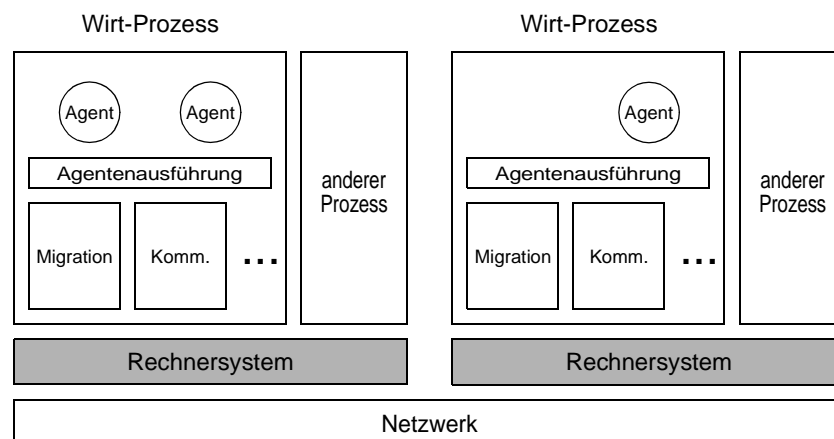 Wirt-Prozess
Agent
Agent
Agentenausführung
Migration
Komm.
...
anderer
Prozess
Rechnersystem
Wirt-Prozess
Agent
Agentenausführung
Migration
Komm.
...
anderer
Prozess
Rechnersystem
Netzwerk